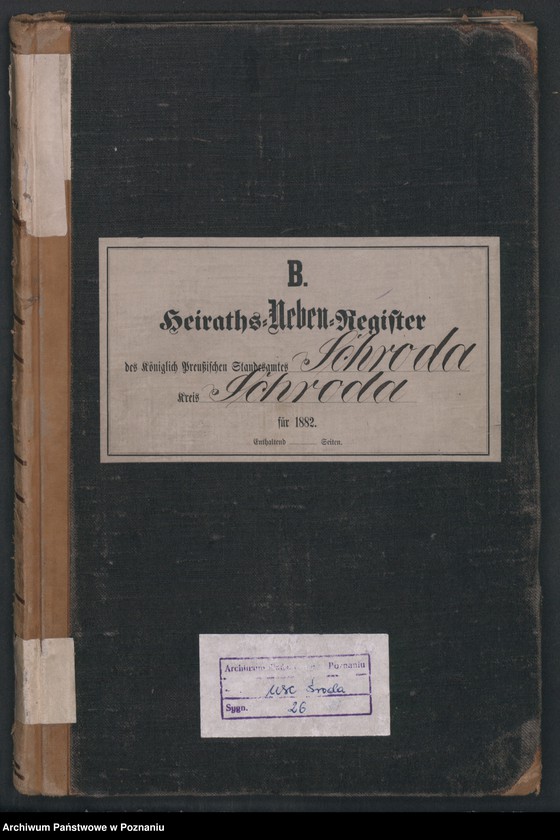 B.
Heiraths-Neben-Register
des Königlich Preußischen Standesamtes Schroda
Kreis Schroda
für 1882.
Enthaltend ______ Seiten.
Archiwum Poznaniu
USC Środa
Sygn. 26
Archiwum Państwowe w Poznaniu